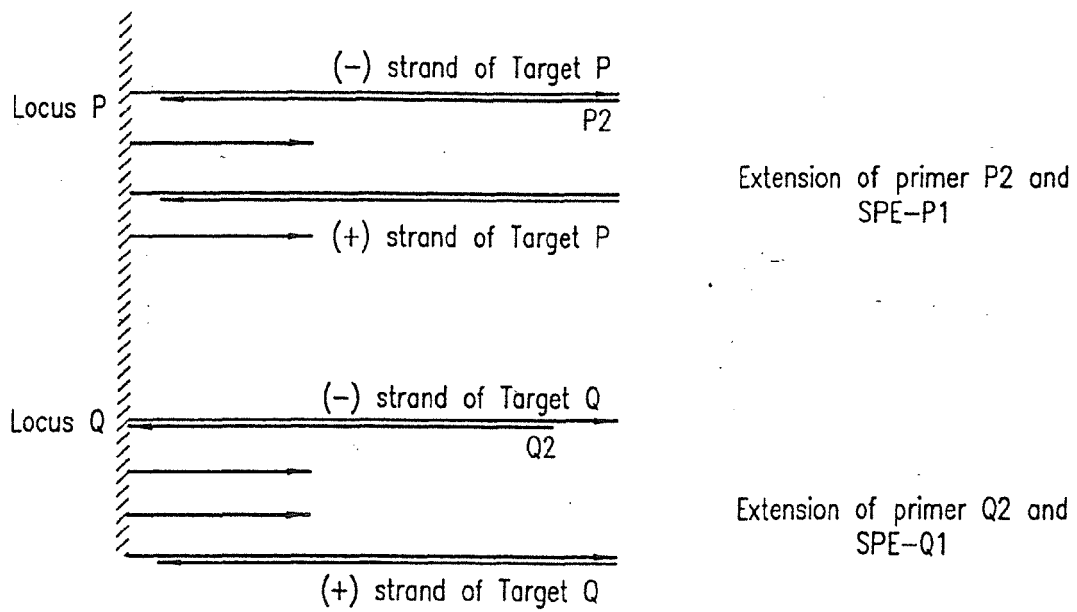 (-) strand of Target P
Locus P
P2
Extension of primer P2 and
SPE-P1
(+) strand of Target P
(-) strand of Target Q
Locus Q
Q2
Extension of primer Q2 and
SPE-Q1
(+) strand of Target Q